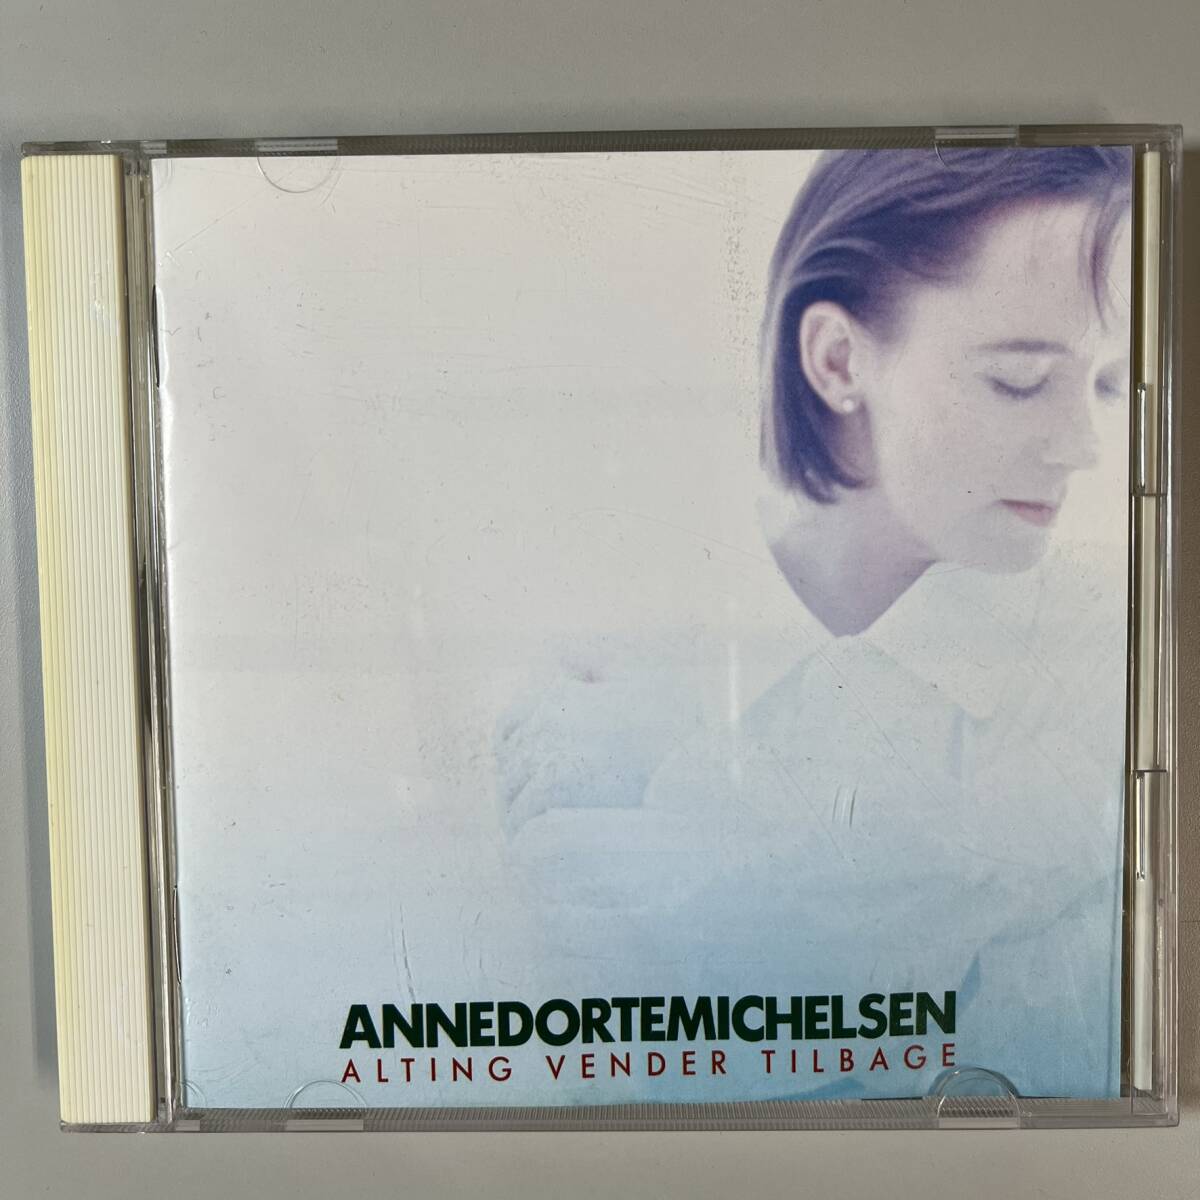 ANNEDORTEMICHELSEN
ALTING VENDER TILBAGE